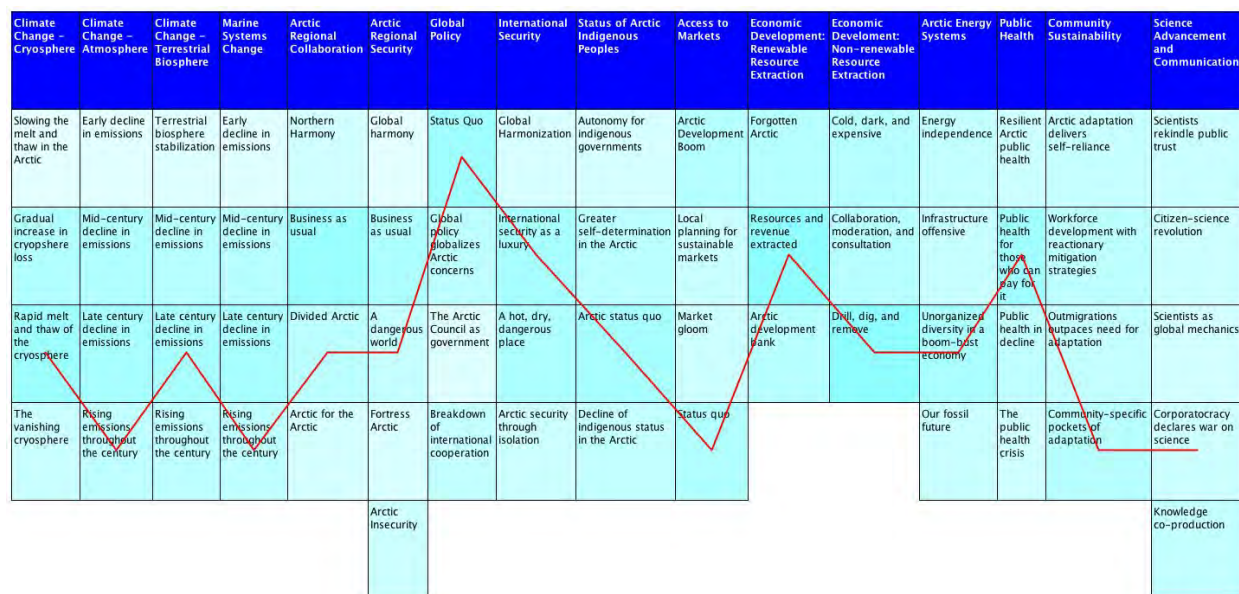 Climate
Change –
Cryosphere
Climate
Change –
Atmosphere
Climate
Change –
Terrestrial
Biosphere
Marine
Systems
Change
Arctic
Regional
Collaboration
Arctic
Regional
Security
Global
Policy
International
Security
Status of Arctic
Indigenous
Peoples
Access to
Markets
Economic
Development:
Renewable
Resource
Extraction
Economic
Develoment:
Non-renewable
Resource
Extraction
Arctic Energy
Systems
Public
Health
Community
Sustainability
Science
Advancement
and
Communication
Slowing the
melt and
thaw in the
Arctic
Early decline
in emissions
Terrestrial
biosphere
stabilization
Early
decline in
emissions
Northern
Harmony
Global
harmony
Status Quo
Global
Harmonization
Autonomy for
indigenous
governments
Arctic
Development
Boom
Forgotten
Arctic
Cold, dark, and
expensive
Energy
independence
Resilient
Arctic
public
health
Arctic adaptation
delivers
self-reliance
Scientists
rekindle public
trust
Gradual
increase in
cryopshere
loss
Mid-century
decline in
emissions
Mid-century
decline in
emissions
Mid-century
decline in
emissions
Business as
usual
Business
as usual
Global
policy
globalizes
Arctic
concerns
International
security as a
luxury
Greater
self-determination
in the Arctic
Local
planning for
sustainable
markets
Resources and
revenue
extracted
Collaboration,
moderation, and
consultation
Infrastructure
offensive
Public
health
for
those
who can
pay for
it
Workforce
development with
reactionary
mitigation
strategies
Citizen-science
revolution
Rapid melt
and thaw of
the
cryosphere
Late century
decline in
emissions
Late century
decline in
emissions
Late century
decline in
emissions
Divided Arctic
A
dangerous
world
The Arctic
Council as
government
A hot, dry,
dangerous
place
Arctic status quo
Market
gloom
Arctic
development
bank
Drill, dig, and
remove
Unorganized
diversity in a
boom-bust
economy
Public
health in
decline
Outmigrations
outpaces need for
adaptation
Scientists as
global mechanics
The
vanishing
cryosphere
Rising
emissions
throughout
the century
Rising
emissions
throughout
the century
Rising
emissions
throughout
the century
Arctic for the
Arctic
Fortress
Arctic
Breakdown
of
international
cooperation
Arctic security
through
isolation
Decline of
indigenous status
in the Arctic
Status quo
Our fossil
future
The
public
health
crisis
Community-specific
pockets of
adaptation
Corporatocracy
declares war on
science
Arctic
Insecurity
Knowledge
co-production